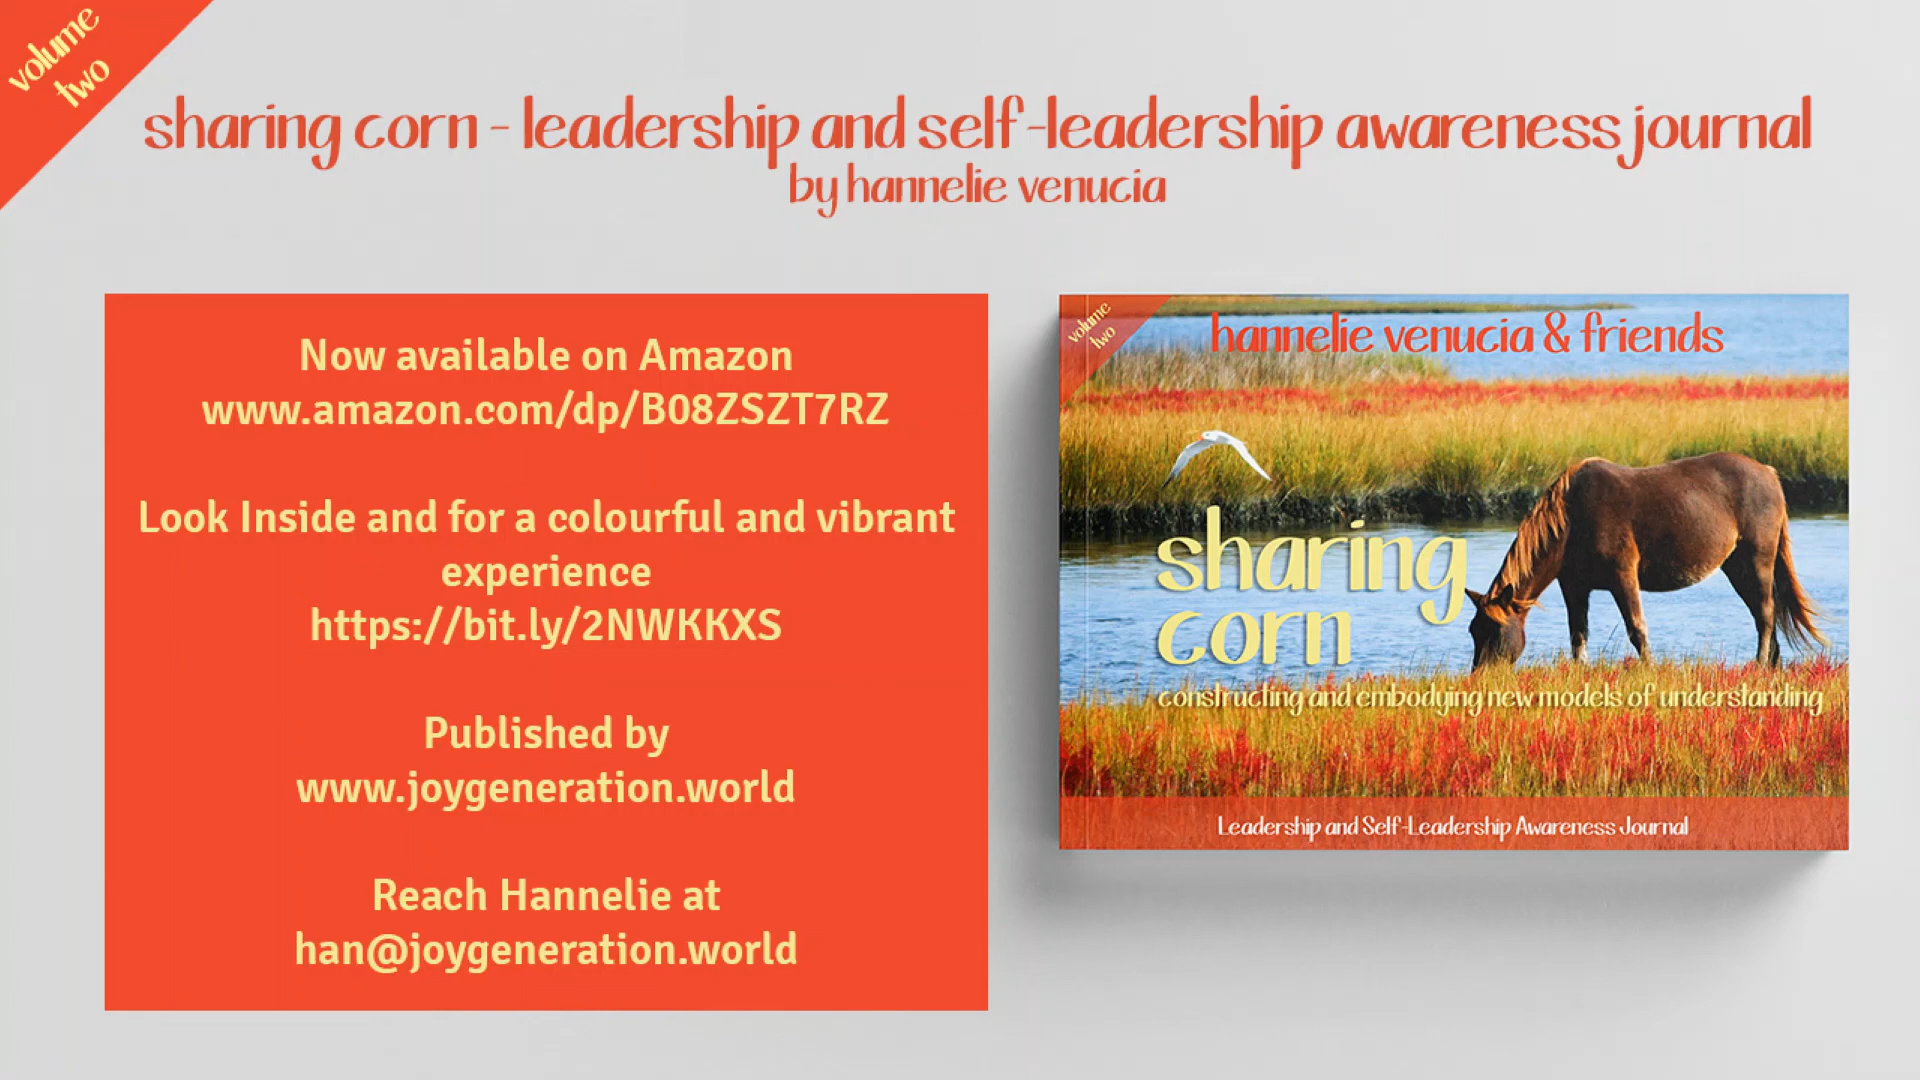 volume
two
sharing corn - leadership and self-leadership awareness journal
by hannelie venucia
Now available on Amazon
www.amazon.com/dp/B08ZSZT7RZ
Look Inside and for a colourful and vibrant
experience
https://bit.ly/2NWKKXS
Published by
www.joygeneration.world
Reach Hannelie at
han@joygeneration.world
volume
two
hannelie venucia & friends
sharing
corn
constructing and embodying new models of understanding
Leadership and Self-Leadership Awareness Journal